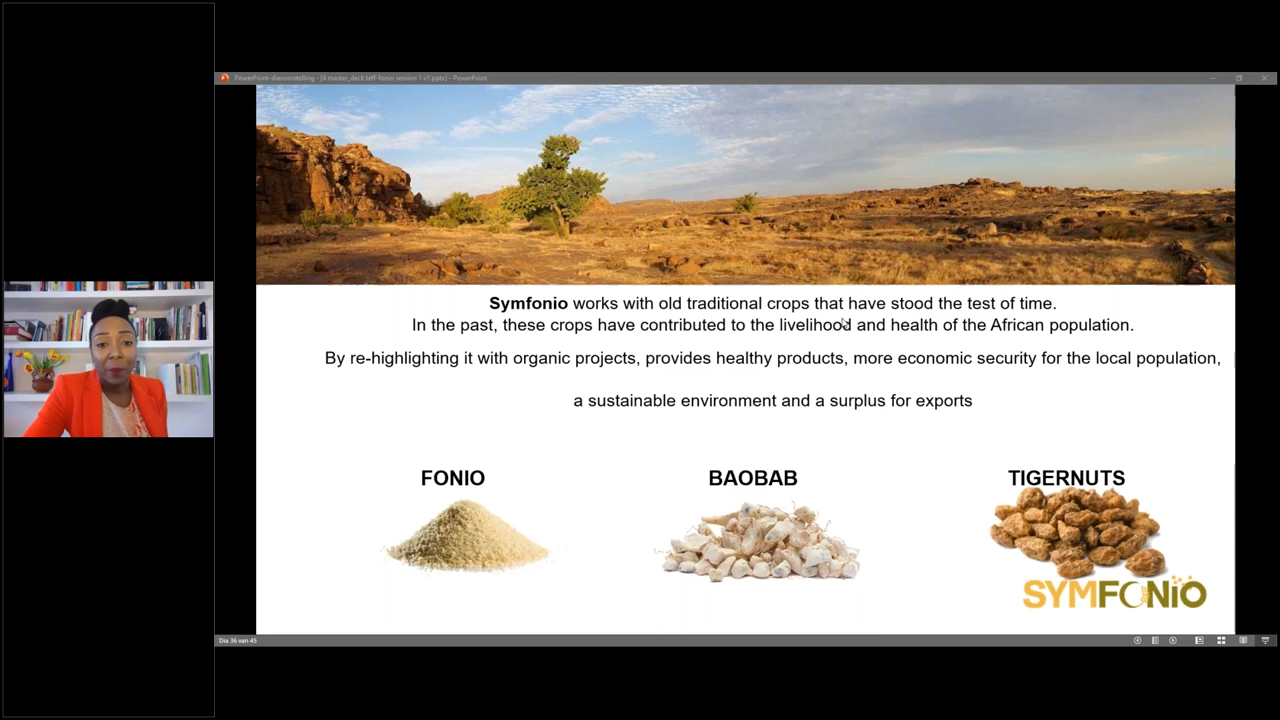 PowerPoint-diavoorstelling - [4 master_deck teff-fonio session 1 v1.pptx] - PowerPoint
Symfonio works with old traditional crops that have stood the test of time.
In the past, these crops have contributed to the livelihood and health of the African population.
By re-highlighting it with organic projects, provides healthy products, more economic security for the local population,
a sustainable environment and a surplus for exports
FONIO
BAOBAB
TIGERNUTS
SYMFONiO
Dia 36 van 45